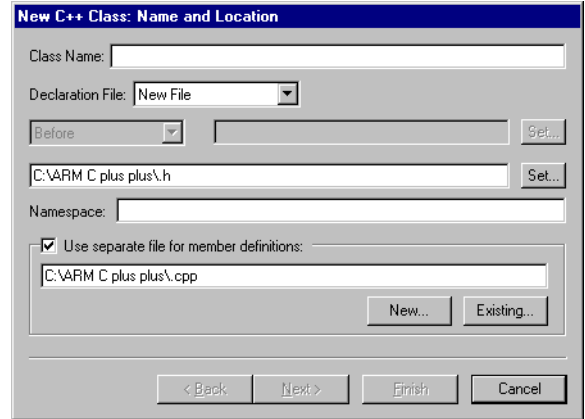 New C++ Class: Name and Location
Class Name:
Declaration File: New File
Before Set...
C:\ARM C plus plus\.h Set...
Namespace:
Use separate file for member definitions:
C:\ARM C plus plus\.cpp
New... Existing...
< Back Next > Finish Cancel